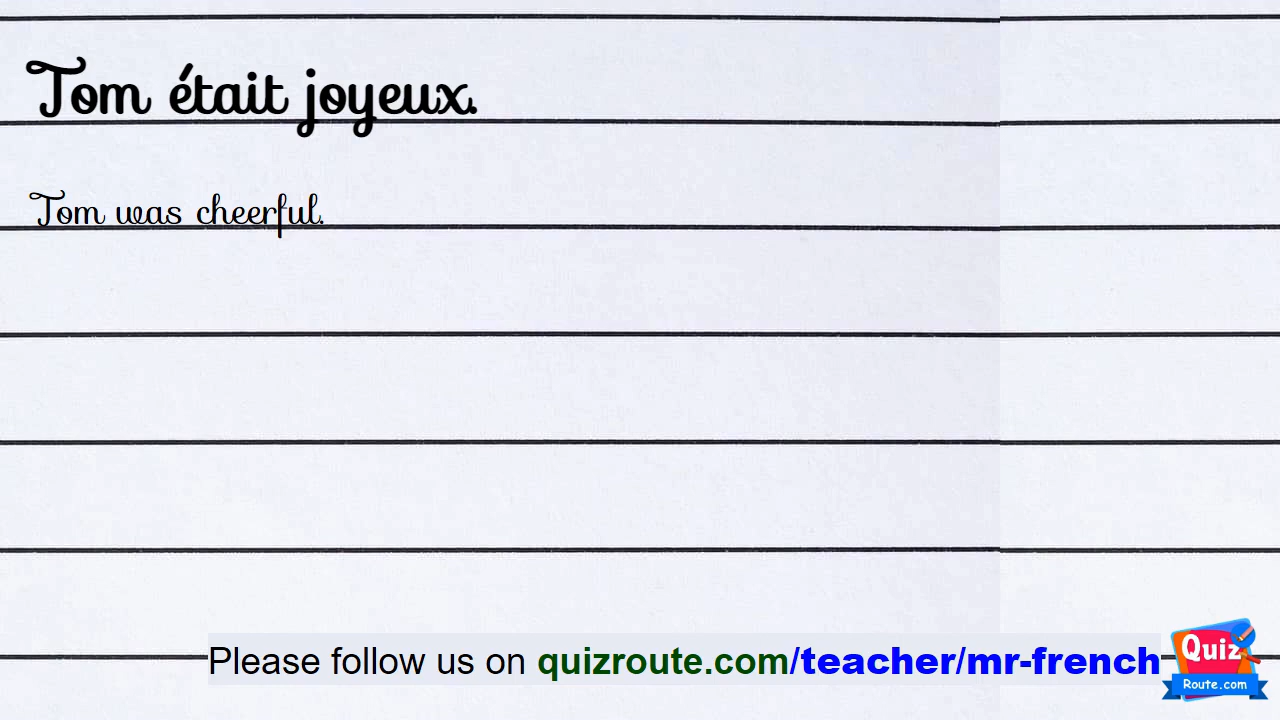 Tom était joyeux.
Tom was cheerful.
Please follow us on quizroute.com/teacher/mr-french
Quiz
Route.com